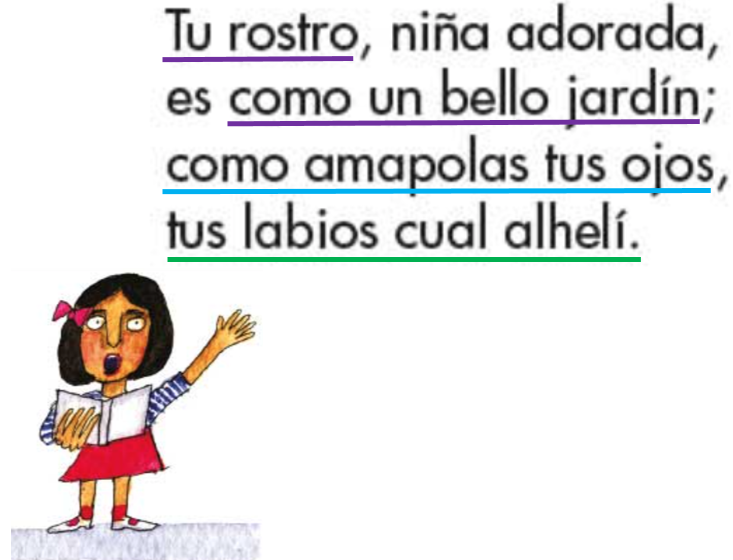 Tu rostro, niña adorada,
es como un bello jardín;
como amapolas tus ojos,
tus labios cual alhelí.